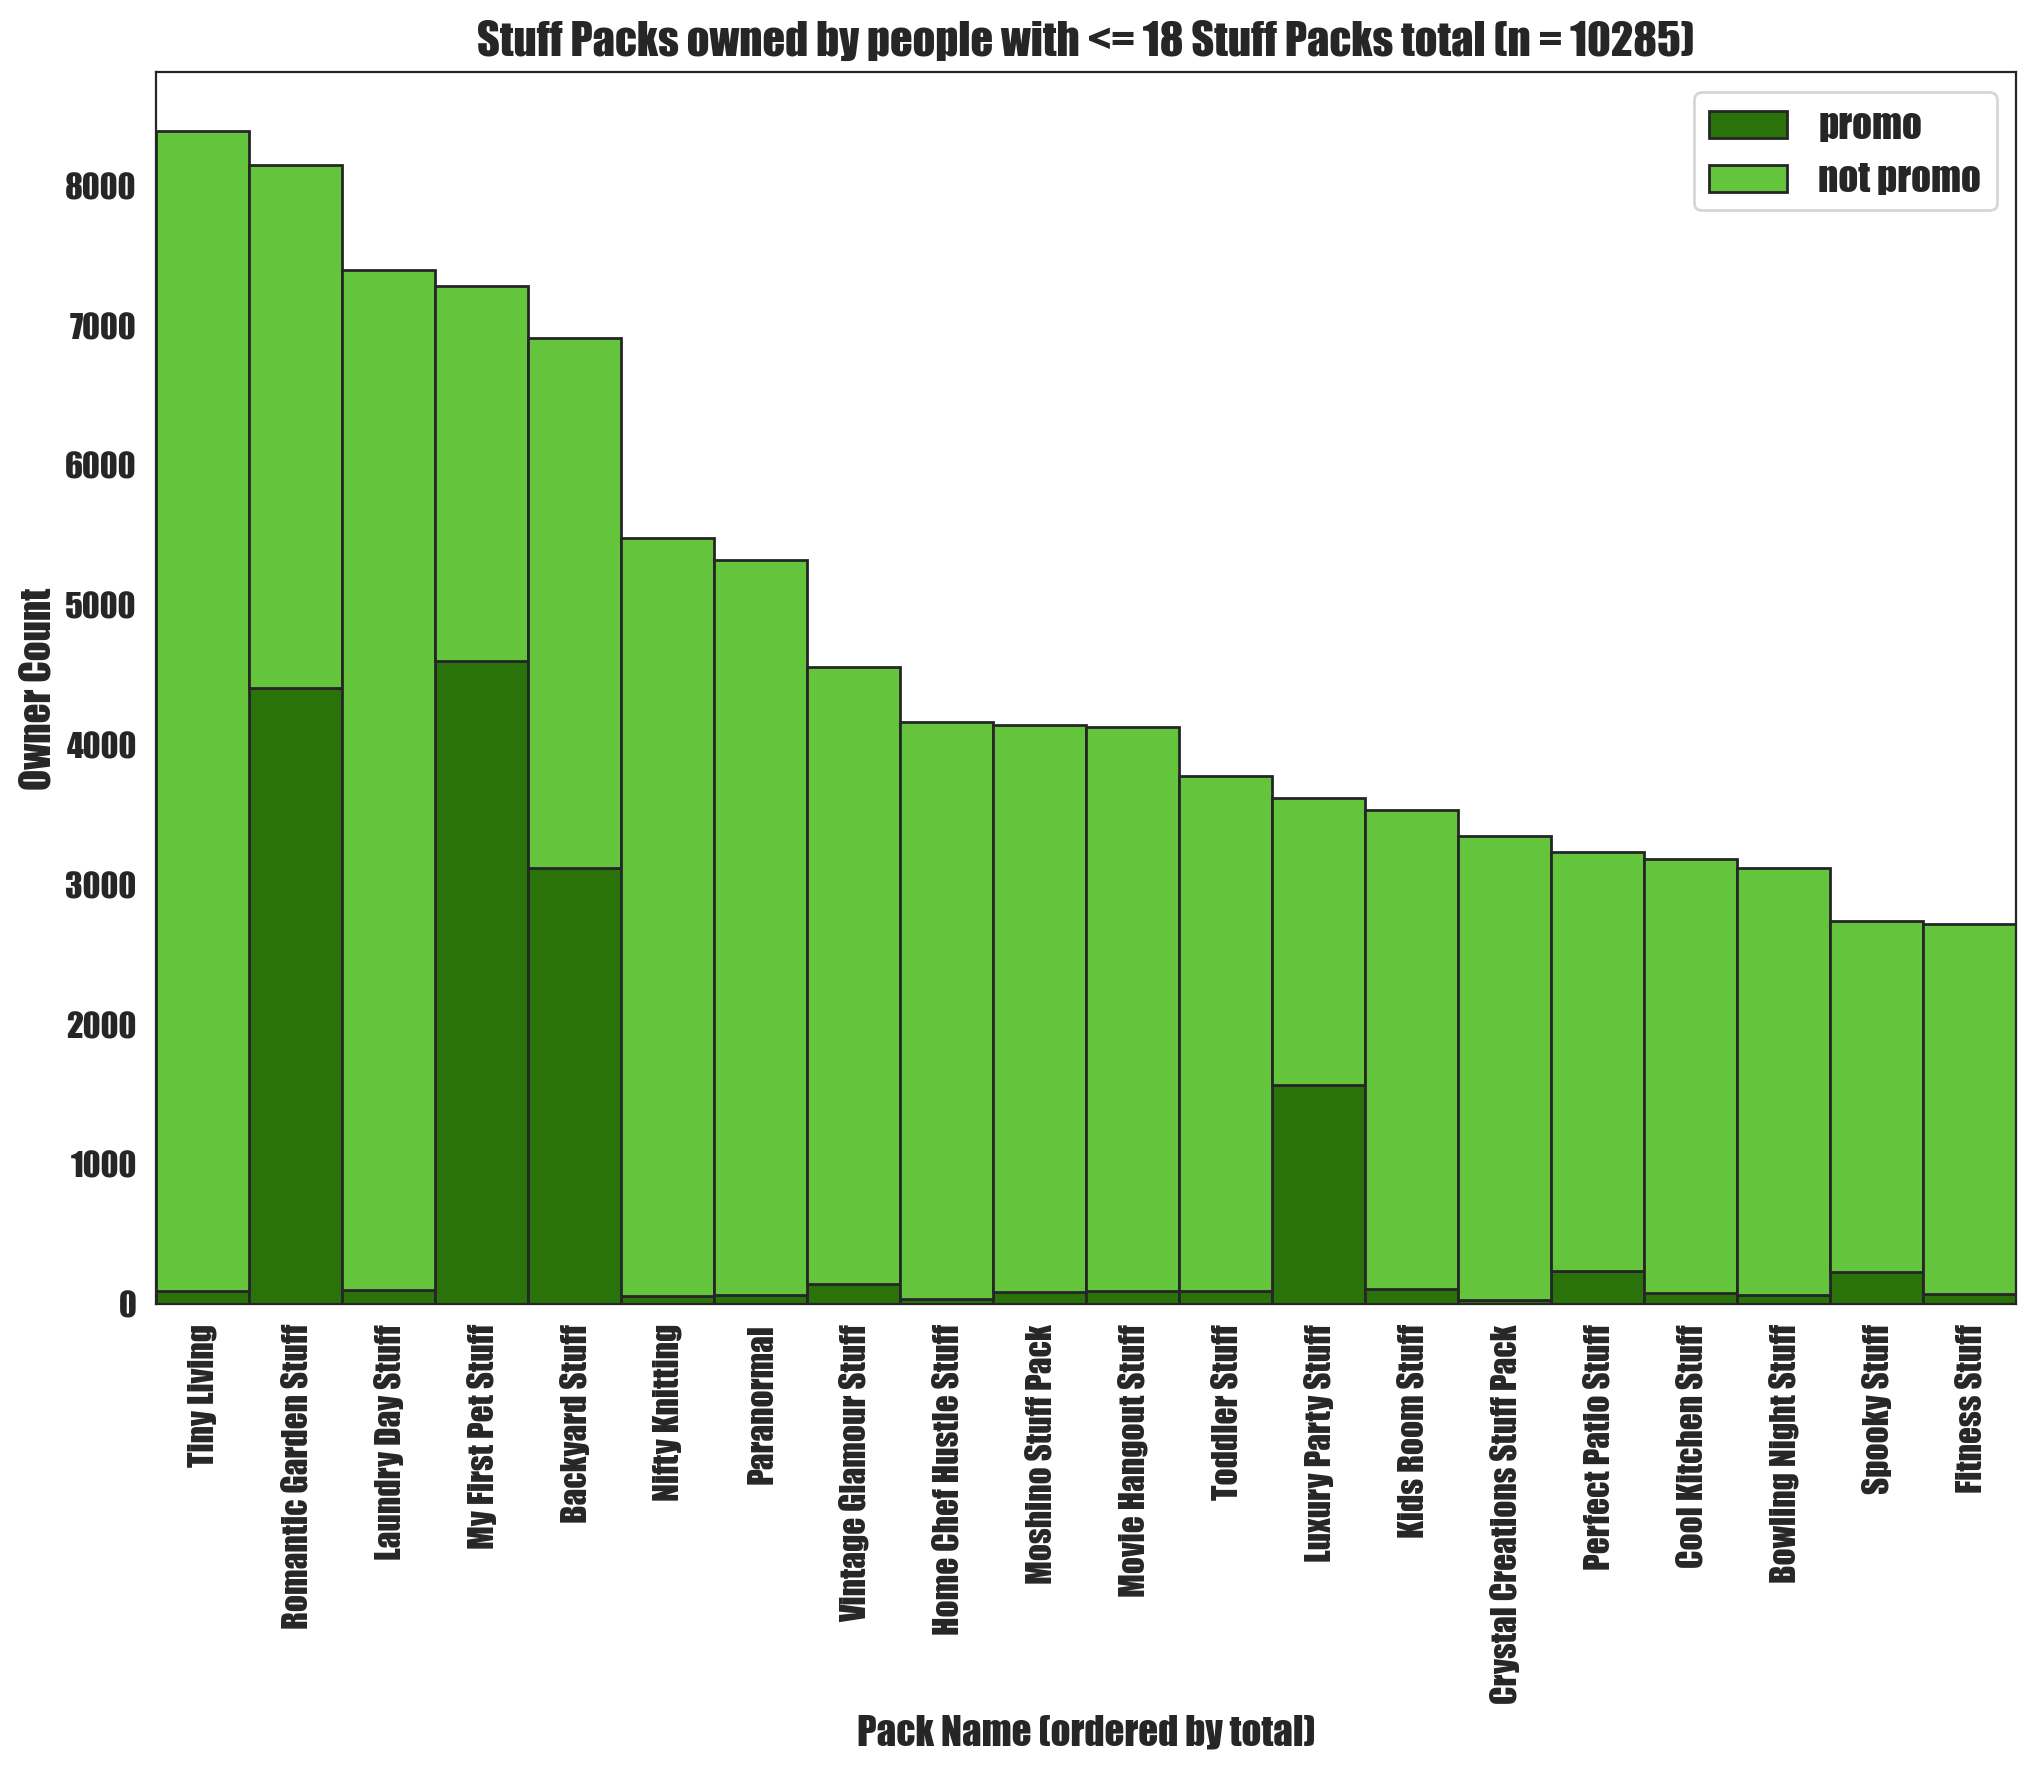 Stuff Packs owned by people with <= 18 Stuff Packs total (n = 10285)
promo
not promo
Owner Count
8000
7000
6000
5000
4000
3000
2000
1000
0
Tiny Living
Romantic Garden Stuff
Laundry Day Stuff
My First Pet Stuff
Backyard Stuff
Nifty Knitting
Paranormal
Vintage Glamour Stuff
Home Chef Hustle Stuff
Moshino Stuff Pack
Movie Hangout Stuff
Toddler Stuff
Luxury Party Stuff
Kids Room Stuff
Crystal Creations Stuff Pack
Perfect Patio Stuff
Cool Kitchen Stuff
Bowling Night Stuff
Spooky Stuff
Fitness Stuff
Pack Name (ordered by total)